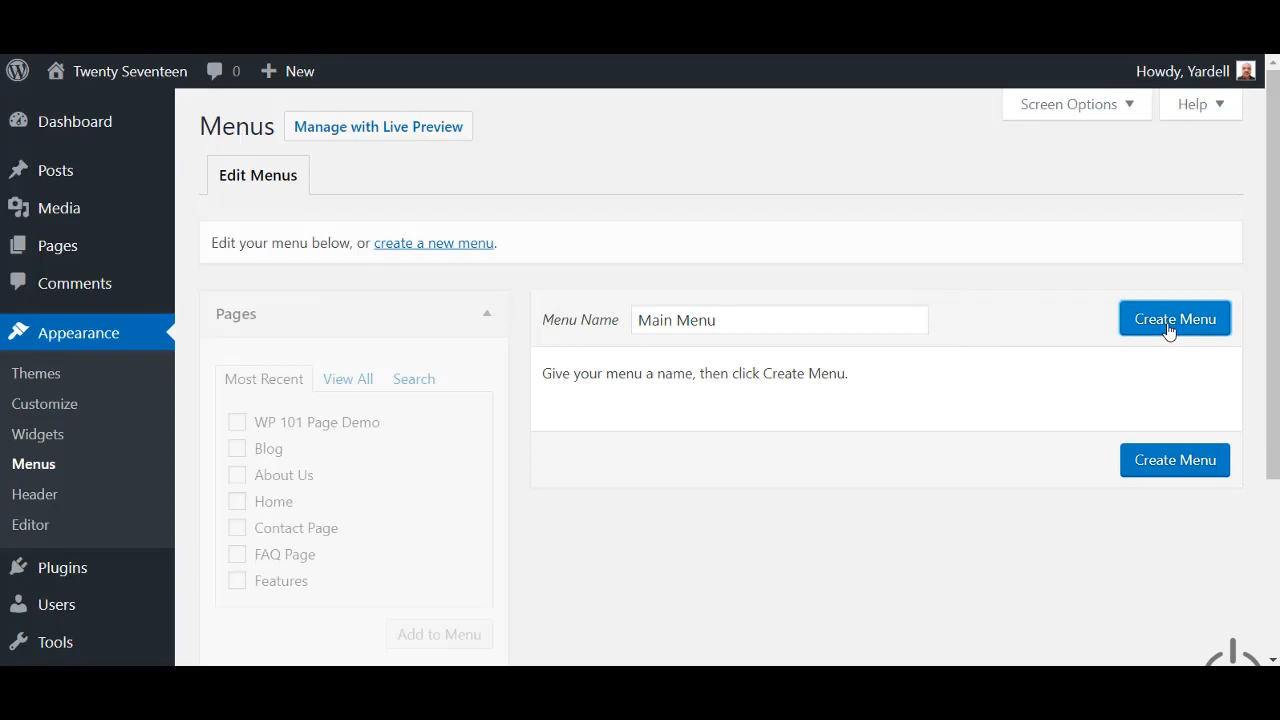 Twenty Seventeen 0 New Howdy, Yardell
Screen Options Help
Dashboard
Posts
Media
Pages
Comments
Appearance
Themes
Customize
Widgets
Menus
Header
Editor
Plugins
Users
Tools
Menus Manage with Live Preview
Edit Menus
Edit your menu below, or create a new menu.
Pages
Most Recent View All Search
WP 101 Page Demo
Blog
About Us
Home
Contact Page
FAQ Page
Features
Add to Menu
Menu Name Main Menu Create Menu
Give your menu a name, then click Create Menu.
Create Menu